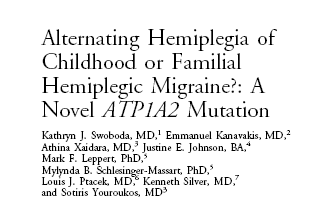 Alternating Hemiplegia of
Childhood or Familial
Hemiplegic Migraine?: A
Novel ATP1A2 Mutation
Kathryn J. Swoboda, MD,¹ Emmanuel Kanavakis, MD,²
Athina Xaidara, MD,³ Justine E. Johnson, BA,⁴
Mark F. Leppert, PhD,⁵
Mylynda B. Schlesinger-Massart, PhD,⁵
Louis J. Ptacek, MD,⁶ Kenneth Silver, MD,⁷
and Sotiris Youroukos, MD³